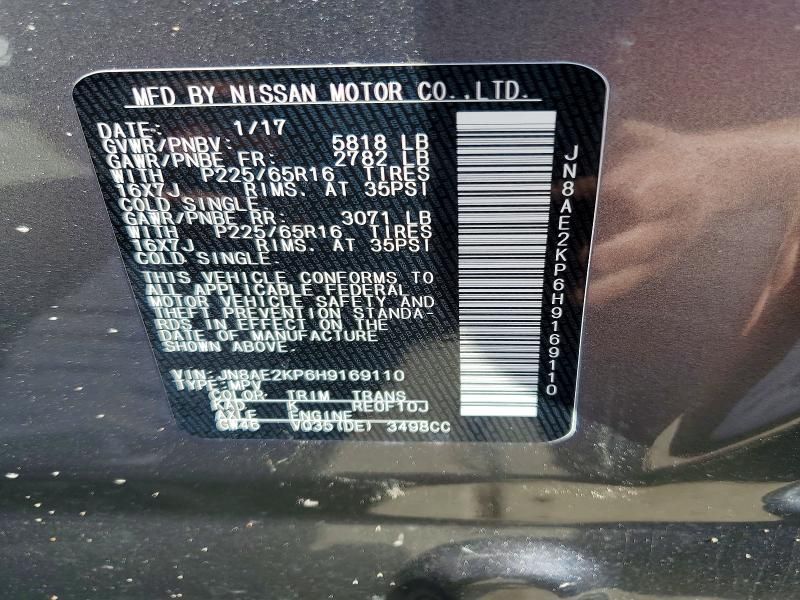 MFD BY NISSAN MOTOR CO.,LTD.
DATE: 1/17
GVWR/PNBV: 5818 LB
GAWR/PNBE FR: 2782 LB
WITH P225/65R16 TIRES
16X7J RIMS. AT 35PSI
COLD SINGLE.
GAWR/PNBE RR: 3071 LB
WITH P225/65R16 TIRES
16X7J RIMS. AT 35PSI
COLD SINGLE.
THIS VEHICLE CONFORMS TO
ALL APPLICABLE FEDERAL
MOTOR VEHICLE SAFETY AND
THEFT PREVENTION STANDA-
RDS IN EFFECT ON THE
DATE OF MANUFACTURE
SHOWN ABOVE.
VIN: JN8AE2KP6H9169110
TYPE: MPV
COLOR TRIM TRANS
KAD K RE0F10J
AXLE ENGINE
GW46 VQ35(DE) 3498CC
JN8AE2KP6H9169110